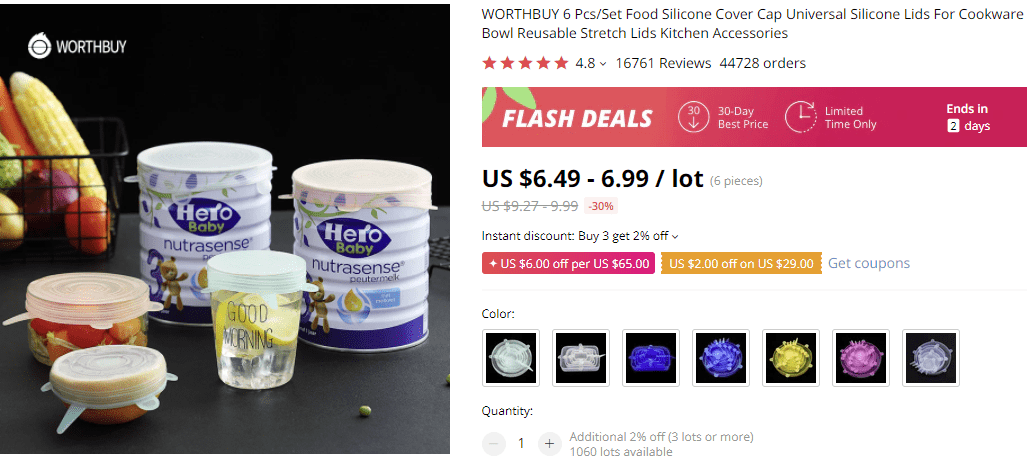 WORTHBUY
Hero
Baby
nutrasense®
3
Hero
Baby
nutrasense®
peutermelk
GOOD
MORNING
WORTHBUY 6 Pcs/Set Food Silicone Cover Cap Universal Silicone Lids For Cookware
Bowl Reusable Stretch Lids Kitchen Accessories
4.8 16761 Reviews 44728 orders
FLASH DEALS
30
30-Day
Best Price
Limited
Time Only
Ends in
2 days
US $6.49 - 6.99 / lot (6 pieces)
US $9.27 - 9.99 -30%
Instant discount: Buy 3 get 2% off
US $6.00 off per US $65.00 US $2.00 off on US $29.00 Get coupons
Color:
Quantity:
1
Additional 2% off (3 lots or more)
1060 lots available